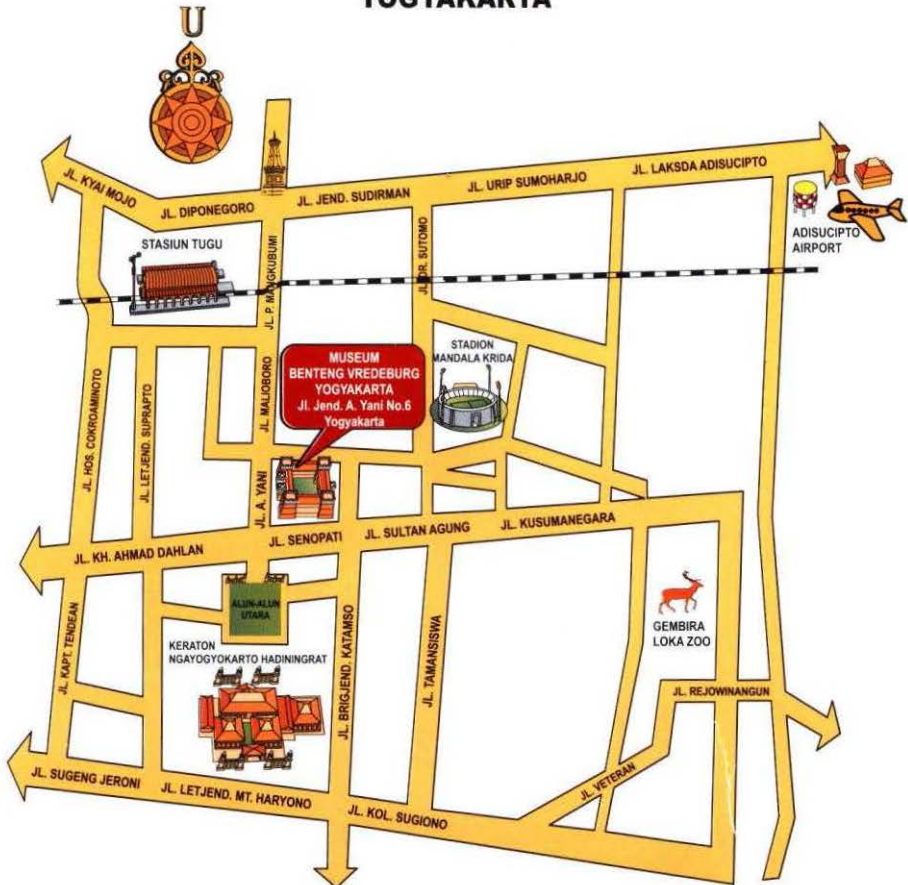 YOGYAKARTA
U
JL. KYAI MOJO
JL. DIPONEGORO
JL. JEND. SUDIRMAN
JL. URIP SUMOHARJO
JL. LAKSDA ADISUCIPTO
ADISUCIPTO
AIRPORT
STASIUN TUGU
JL. P. MANGKUBUMI
JL. DR. SUTOMO
STADION
MANDALA KRIDA
MUSEUM
BENTENG VREDEBURG
YOGYAKARTA
Jl. Jend. A. Yani No.6
Yogyakarta
JL. HOS. COKROAMINOTO
JL. LETJEND. SUPRAPTO
JL. MALIOBORO
JL. A. YANI
JL. KH. AHMAD DAHLAN
JL. SENOPATI
JL. SULTAN AGUNG
JL. KUSUMANEGARA
ALUN-ALUN
UTARA
GEMBIRA
LOKA ZOO
KERATON
NGAYOGYOKARTO HADININGRAT
JL. KAPT. TENDEAN
JL. BRIGJEND. KATAMSO
JL. TAMANSISWA
JL. REJOWINANGUN
JL. VETERAN
JL. SUGENG JERONI
JL. LETJEND. MT. HARYONO
JL. KOL. SUGIONO